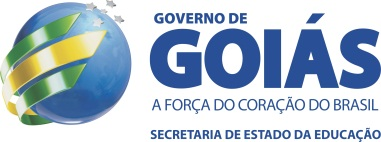 GOVERNO DE
GOIÁS
A FORÇA DO CORAÇÃO DO BRASIL
SECRETARIA DE ESTADO DA EDUCAÇÃO